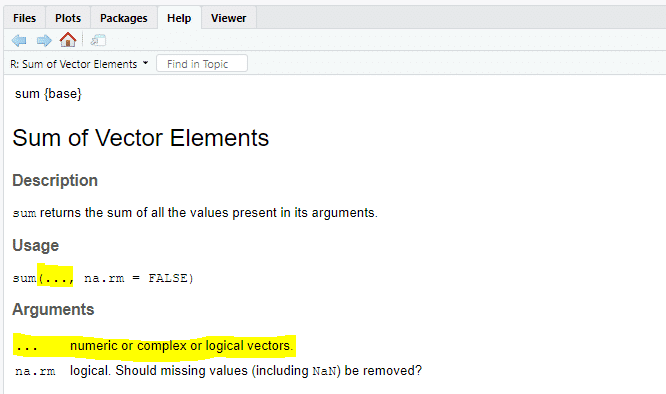 Files Plots Packages Help Viewer
R: Sum of Vector Elements Find in Topic
sum {base}
Sum of Vector Elements
Description
sum returns the sum of all the values present in its arguments.
Usage
sum(..., na.rm = FALSE)
Arguments
... numeric or complex or logical vectors.
na.rm logical. Should missing values (including NaN) be removed?